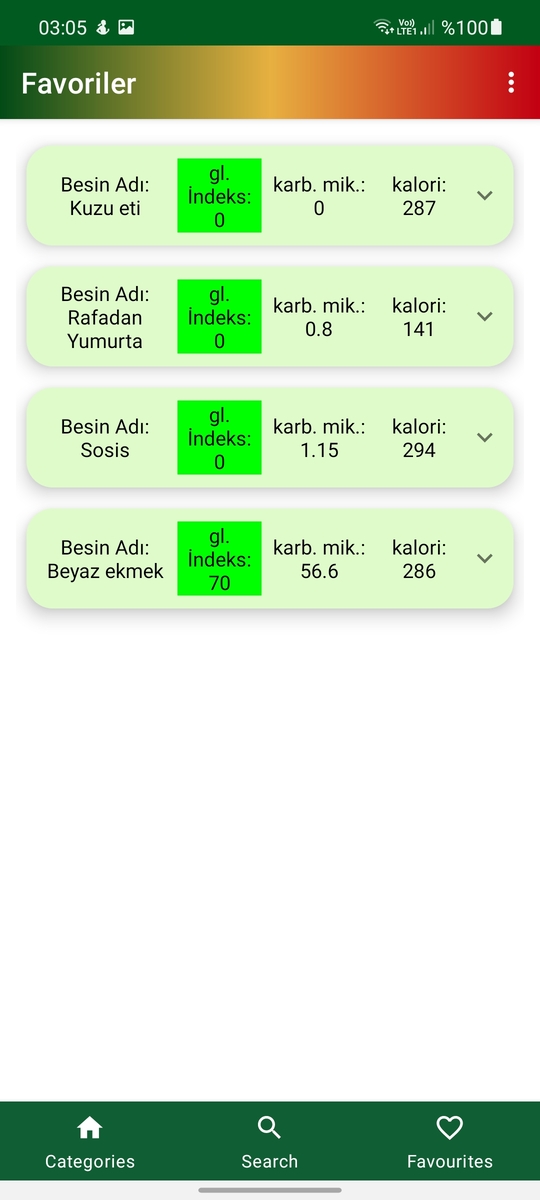 03:05 Vo) LTE1 %100
Favoriler
Besin Adı:
Kuzu eti
gl.
İndeks:
0
karb. mik.:
0
kalori:
287
Besin Adı:
Rafadan
Yumurta
gl.
İndeks:
0
karb. mik.:
0.8
kalori:
141
Besin Adı:
Sosis
gl.
İndeks:
0
karb. mik.:
1.15
kalori:
294
Besin Adı:
Beyaz ekmek
gl.
İndeks:
70
karb. mik.:
56.6
kalori:
286
Categories
Search
Favourites